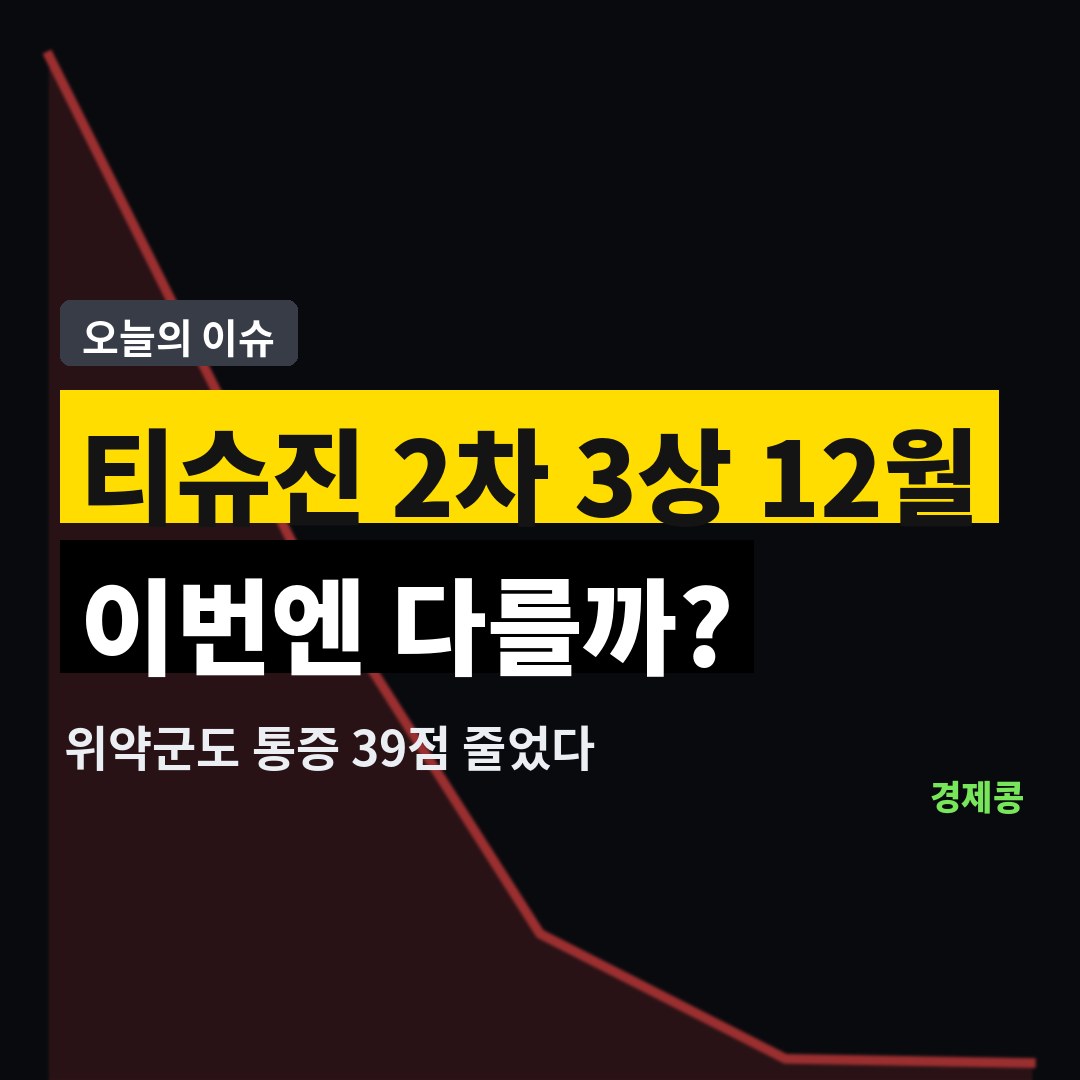 오늘의 이슈
티슈진 2차 3상 12월
이번엔 다를까?
위약군도 통증 39점 줄었다
경제콩